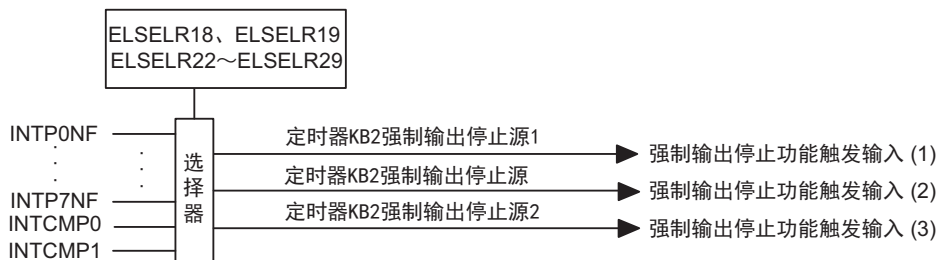 ELSELR18、ELSELR19
ELSELR22～ELSELR29
INTP0NF
INTP7NF
INTCMP0
INTCMP1
选择器
定时器KB2强制输出停止源1
强制输出停止功能触发输入 (1)
定时器KB2强制输出停止源
强制输出停止功能触发输入 (2)
定时器KB2强制输出停止源2
强制输出停止功能触发输入 (3)